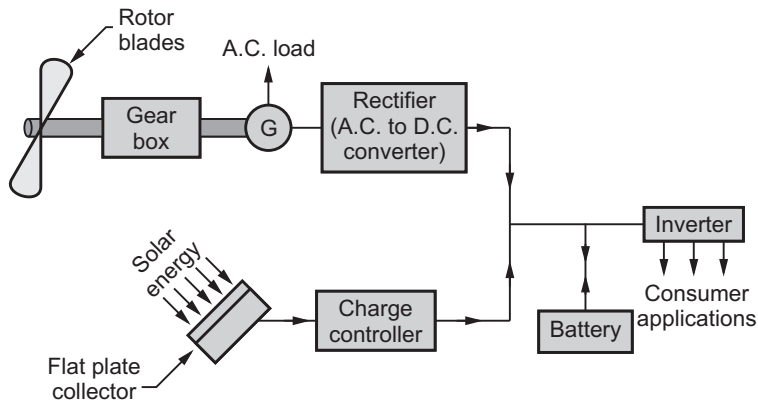 Rotor
blades
A.C. load
Gear
box
G
Rectifier
(A.C. to D.C.
converter)
Inverter
Consumer
applications
Solar
energy
Charge
controller
Battery
Flat plate
collector